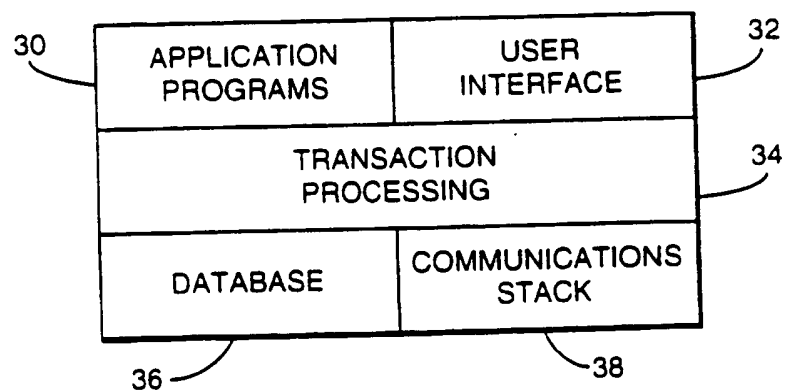 30
APPLICATION
PROGRAMS
USER
INTERFACE
32
TRANSACTION
PROCESSING
34
DATABASE
COMMUNICATIONS
STACK
36
38